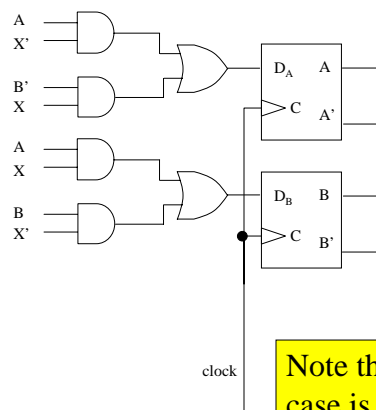 A
X'
B'
X
A
X
B
X'
D_A A
C
A'
D_B B
C
B'
clock
Note th
case is